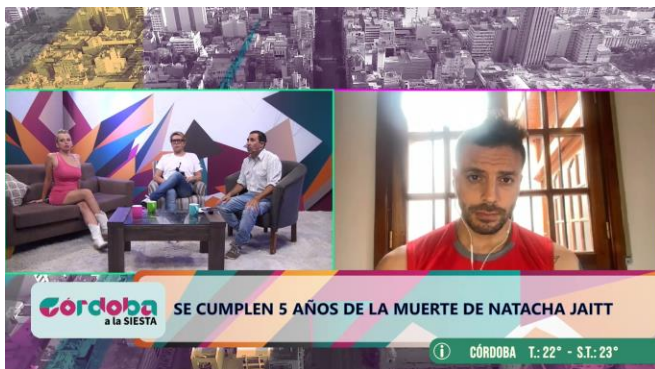 Córdoba
a la SIESTA
SE CUMPLEN 5 AÑOS DE LA MUERTE DE NATACHA JAITT
CÓRDOBA T.: 22° - S.T.: 23°